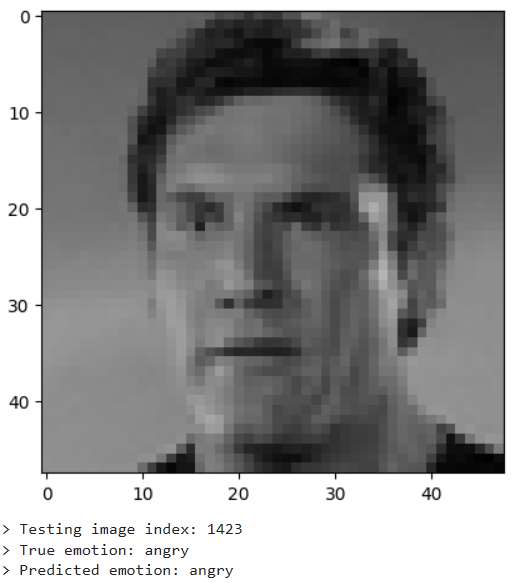 0
10
20
30
40
0 10 20 30 40
> Testing image index: 1423
> True emotion: angry
> Predicted emotion: angry